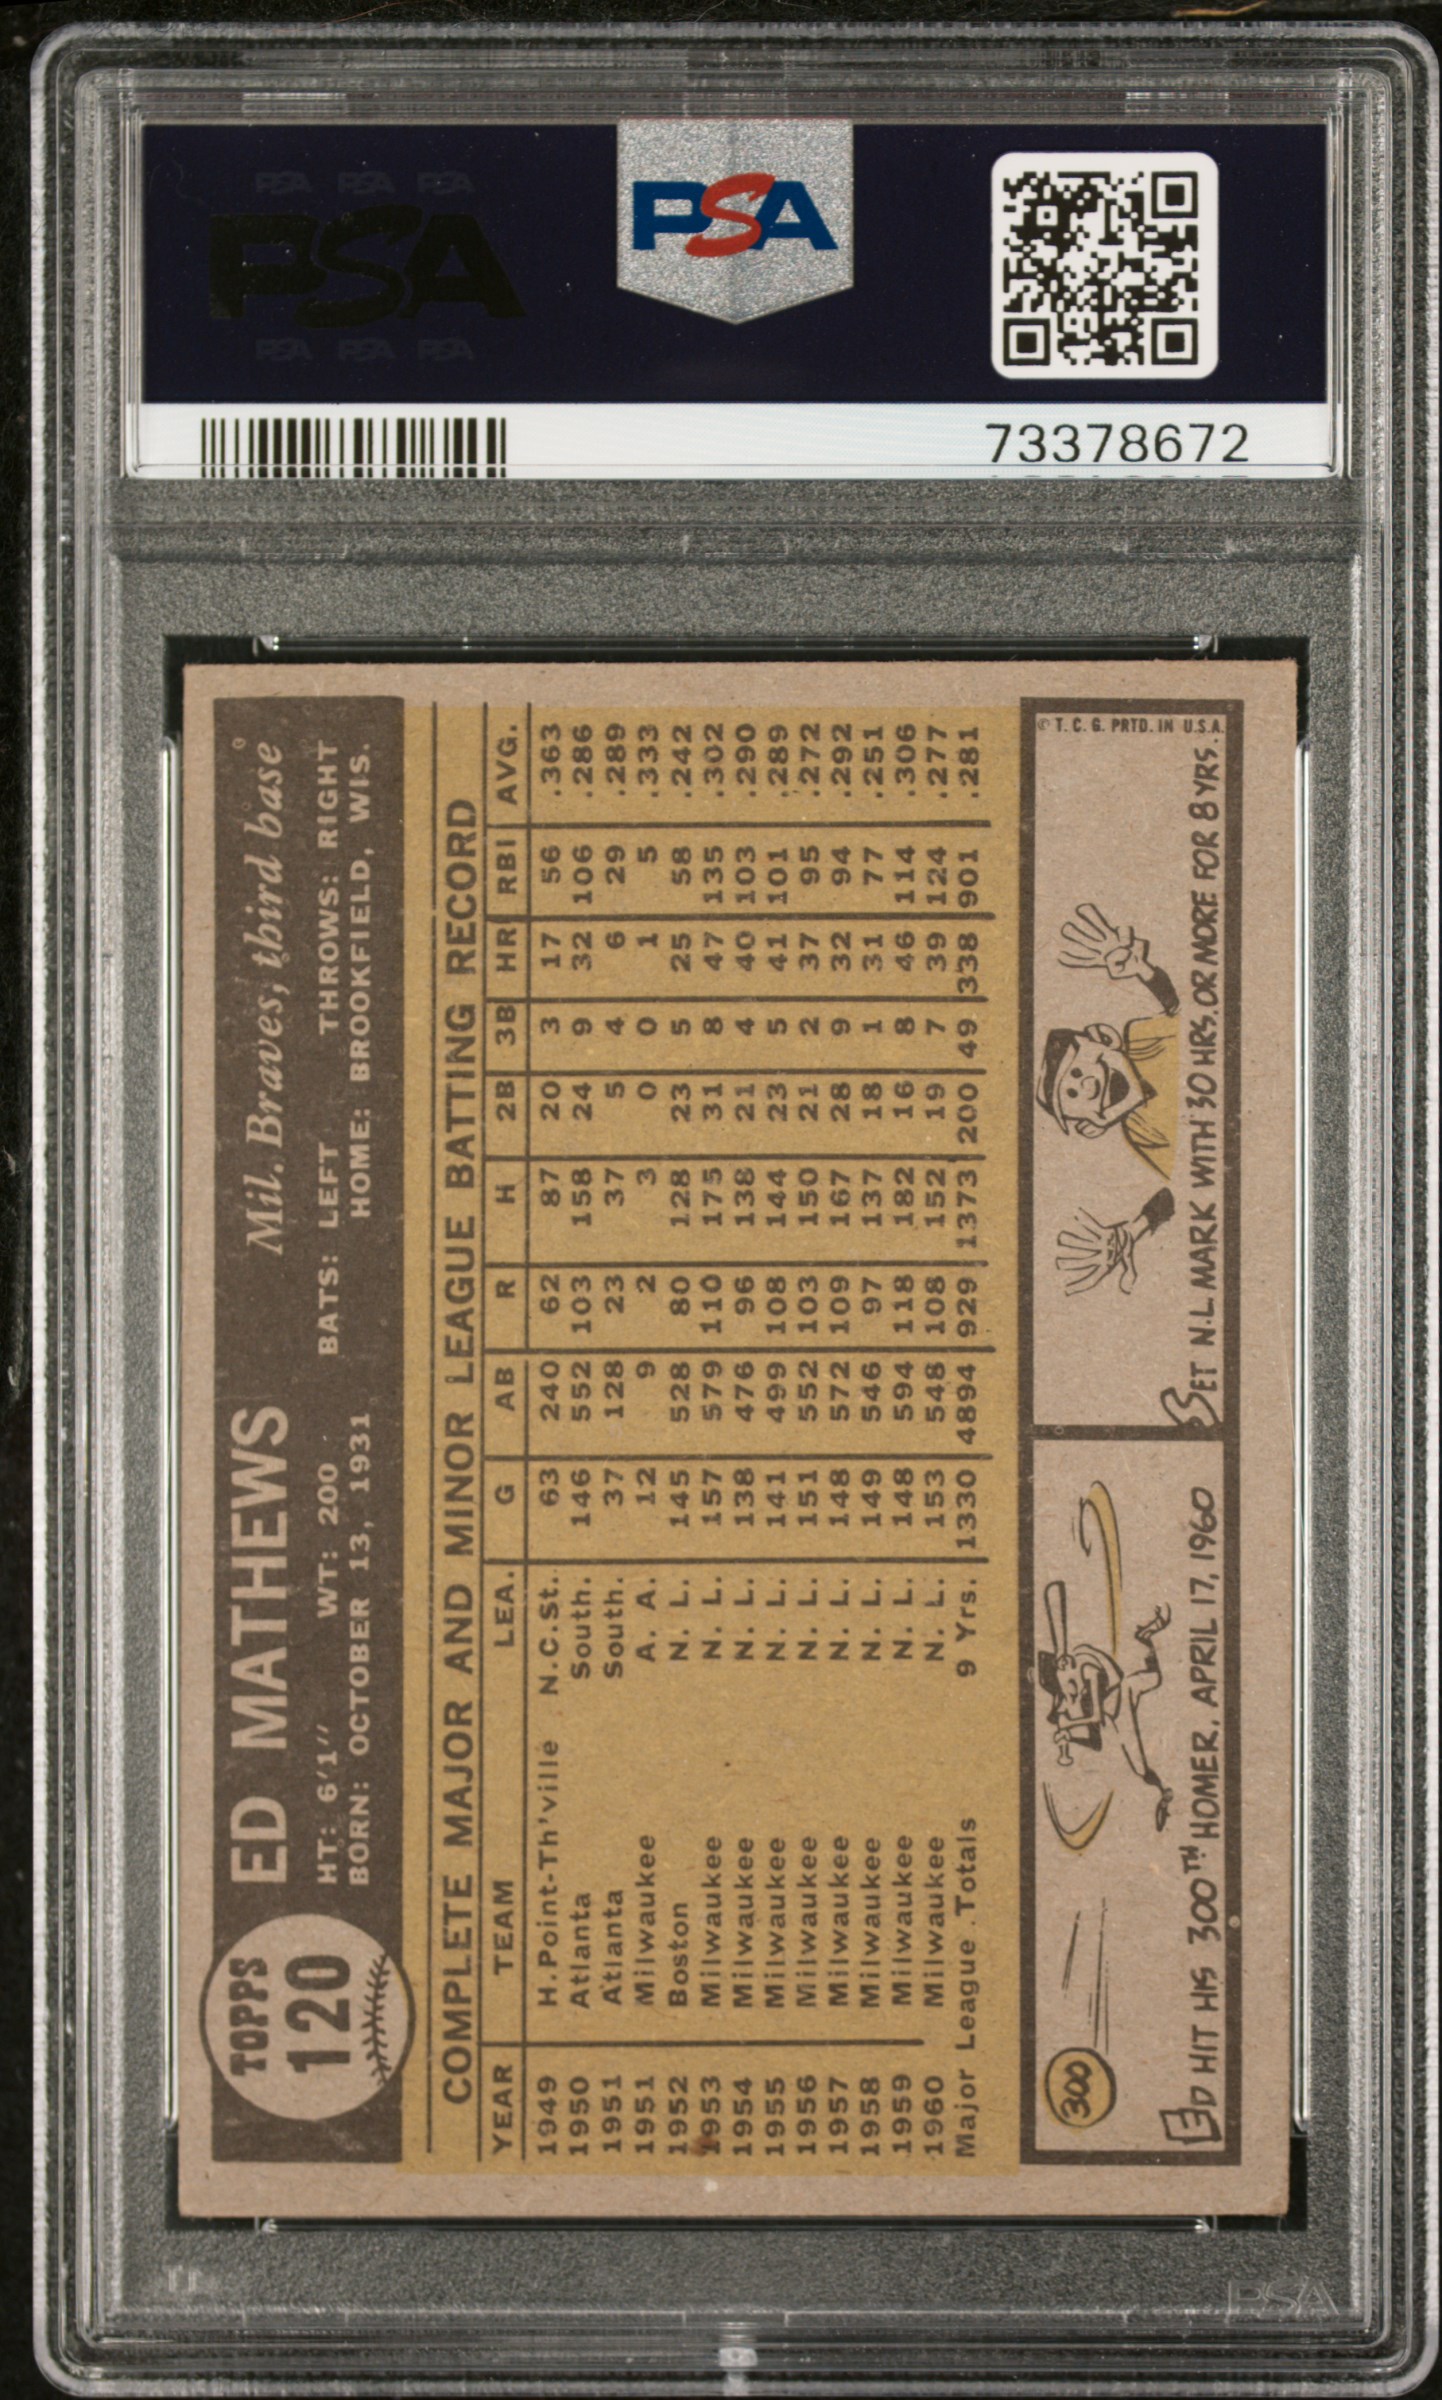 PSA PSA PSA
PSA
PSA PSA PSA
PSA
73378672
TOPPS
120
ED MATHEWS Mil. Braves, third base
HT: 6'1" WT: 200 BATS: LEFT THROWS: RIGHT
BORN: OCTOBER 13, 1931 HOME: BROOKFIELD, WIS.
COMPLETE MAJOR AND MINOR LEAGUE BATTING RECORD
YEAR TEAM LEA. G AB R H 2B 3B HR RBI AVG.
1949 H.Point-Th'ville N.C.St. 63 240 62 87 20 3 17 56 .363
1950 Atlanta South. 146 552 103 158 24 9 32 106 .286
1951 Atlanta South. 37 128 23 37 5 4 6 29 .289
1951 Milwaukee A. A. 12 9 2 3 0 0 1 5 .333
1952 Boston N. L. 145 528 80 128 23 5 25 58 .242
1953 Milwaukee N. L. 157 579 110 175 31 8 47 135 .302
1954 Milwaukee N. L. 138 476 96 138 21 4 40 103 .290
1955 Milwaukee N. L. 141 499 108 144 23 5 41 101 .289
1956 Milwaukee N. L. 151 552 103 150 21 2 37 95 .272
1957 Milwaukee N. L. 148 572 109 167 28 9 32 94 .292
1958 Milwaukee N. L. 149 546 97 137 18 1 31 77 .251
1959 Milwaukee N. L. 148 594 118 182 16 8 46 114 .306
1960 Milwaukee N. L. 153 548 108 152 19 7 39 124 .277
Major League Totals 9 Yrs. 1330 4894 929 1373 200 49 338 901 .281
300
ED HIT HIS 300TH HOMER, APRIL 17, 1960
SET N.L. MARK WITH 30 HRS. OR MORE FOR 8 YRS.
© T. C. G. PRTD. IN U.S.A.
PSA